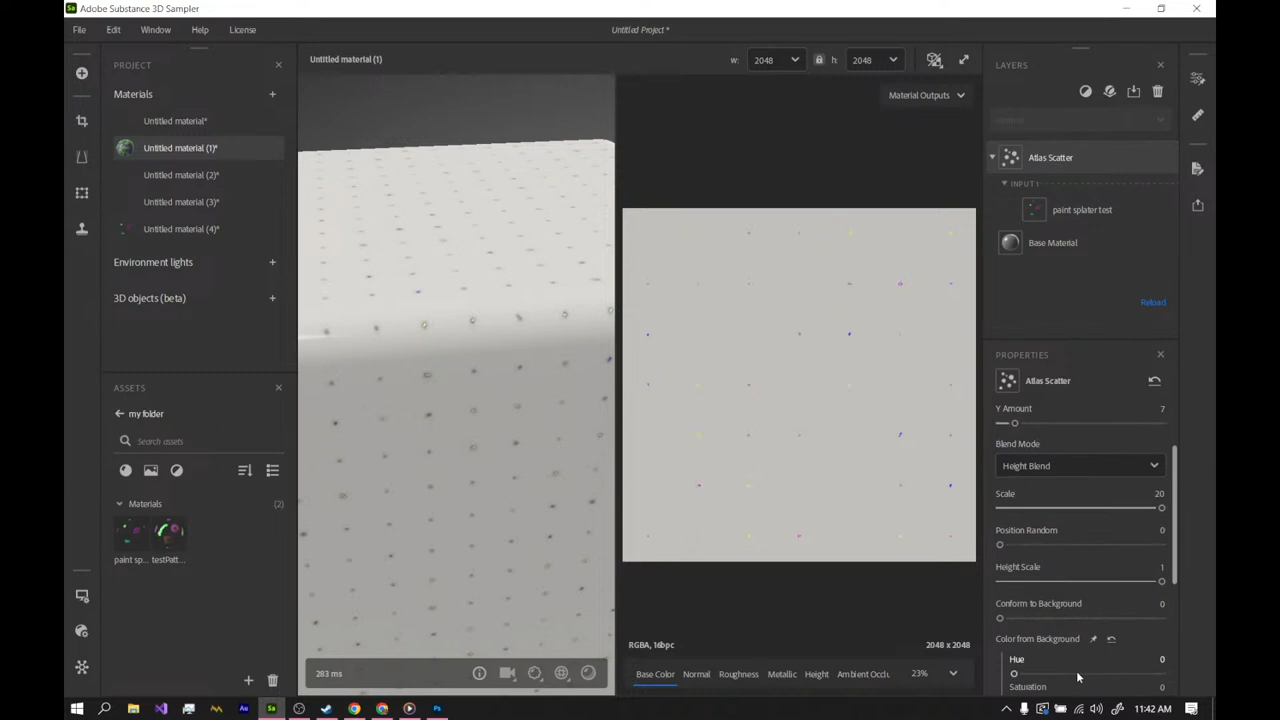 Sa Adobe Substance 3D Sampler
File Edit Window Help License
Untitled Project *
PROJECT
Materials
Untitled material*
Untitled material (1)*
Untitled material (2)*
Untitled material (3)*
Untitled material (4)*
Environment lights
3D objects (beta)
ASSETS
my folder
Search assets
Materials (2)
paint sp... testPatt...
Untitled material (1)
w: 2048 h: 2048
Material Outputs
283 ms
RGBA, 16bpc 2048 x 2048
Base Color Normal Roughness Metallic Height Ambient Occlu 23%
LAYERS
Atlas Scatter
INPUT 1
paint splater test
Base Material
Reload
PROPERTIES
Atlas Scatter
Y Amount 7
Blend Mode
Height Blend
Scale 20
Position Random 0
Height Scale 1
Conform to Background 0
Color from Background
Hue 0
Saturation 0
Ae Sa Ps
11:42 AM